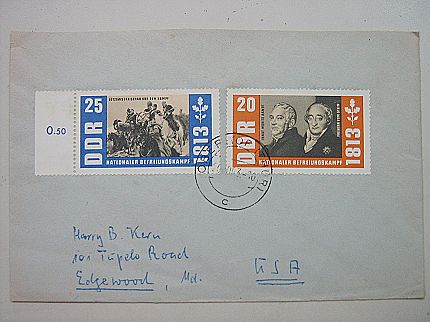 0.50
25
DDR
1813
NATIONALER BEFREIUNGSKAMPF
20
DDR
1813
NATIONALER BEFREIUNGSKAMPF
C
Harry B. Kern
101 Tupelo Road
Edgewood, Md.
USA